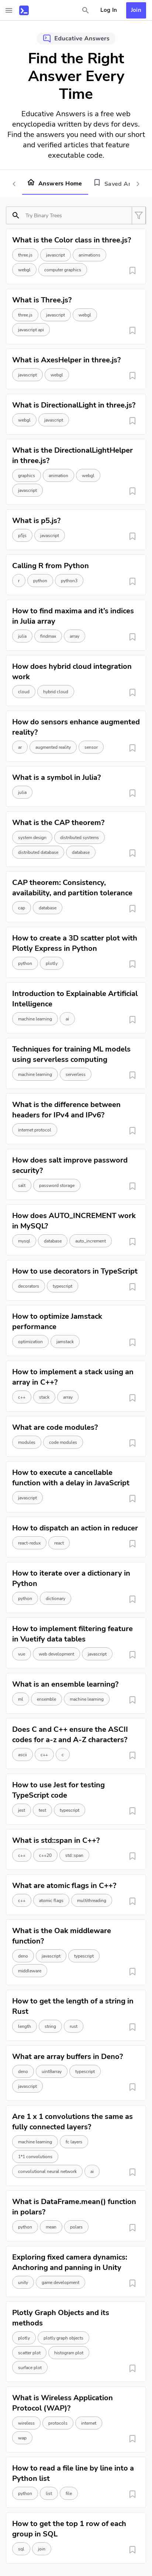 Log In
Join
Educative Answers
Find the Right
Answer Every
Time
Educative Answers is a free web
encyclopedia written by devs for devs.
Find the answers you need with our short
and verified articles that feature
executable code.
Answers Home
Saved An
Try: Binary Trees
What is the Color class in three.js?
three.js
javascript
animations
webgl
computer graphics
What is Three.js?
three.js
javascript
webgl
javascript api
What is AxesHelper in three.js?
javascript
webgl
What is DirectionalLight in three.js?
webgl
javascript
What is the DirectionalLightHelper
in three.js?
graphics
animation
webgl
javascript
What is p5.js?
p5js
javascript
Calling R from Python
r
python
python3
How to find maxima and it's indices
in Julia array
julia
findmax
array
How does hybrid cloud integration
work
cloud
hybrid cloud
How do sensors enhance augmented
reality?
ar
augmented reality
sensor
What is a symbol in Julia?
julia
What is the CAP theorem?
system design
distributed systems
distributed database
database
CAP theorem: Consistency,
availability, and partition tolerance
cap
database
How to create a 3D scatter plot with
Plotly Express in Python
python
plotly
Introduction to Explainable Artificial
Intelligence
machine learning
ai
Techniques for training ML models
using serverless computing
machine learning
serverless
What is the difference between
headers for IPv4 and IPv6?
internet protocol
How does salt improve password
security?
salt
password storage
How does AUTO_INCREMENT work
in MySQL?
mysql
database
auto_increment
How to use decorators in TypeScript
decorators
typescript
How to optimize Jamstack
performance
optimization
jamstack
How to implement a stack using an
array in C++?
c++
stack
array
What are code modules?
modules
code modules
How to execute a cancellable
function with a delay in JavaScript
javascript
How to dispatch an action in reducer
react redux
react
How to iterate over a dictionary in
Python
python
dictionary
How to implement filtering feature
in Vuetify data tables
vue
web development
javascript
What is an ensemble learning?
ml
ensemble
machine learning
Does C and C++ ensure the ASCII
codes for a-z and A-Z characters?
ascii
c++
c
How to use Jest for testing
TypeScript code
jest
test
typescript
What is std::span in C++?
c++
c++20
std::span
What are atomic flags in C++?
c++
atomic flags
multithreading
What is the Oak middleware
function?
deno
javascript
typescript
middleware
How to get the length of a string in
Rust
length
string
rust
What are array buffers in Deno?
deno
uint8array
typescript
javascript
Are 1 x 1 convolutions the same as
fully connected layers?
machine learning
fc layers
1*1 convolutions
convolutional neural network
ai
What is DataFrame.mean() function
in polars?
python
mean
polars
Exploring fixed camera dynamics:
Anchoring and panning in Unity
unity
game development
Plotly Graph Objects and its
methods
plotly
plotly graph objects
scatter plot
histogram plot
surface plot
What is Wireless Application
Protocol (WAP)?
wireless
protocols
internet
wap
How to read a file line by line into a
Python list
python
list
file
How to get the top 1 row of each
group in SQL
sql
join